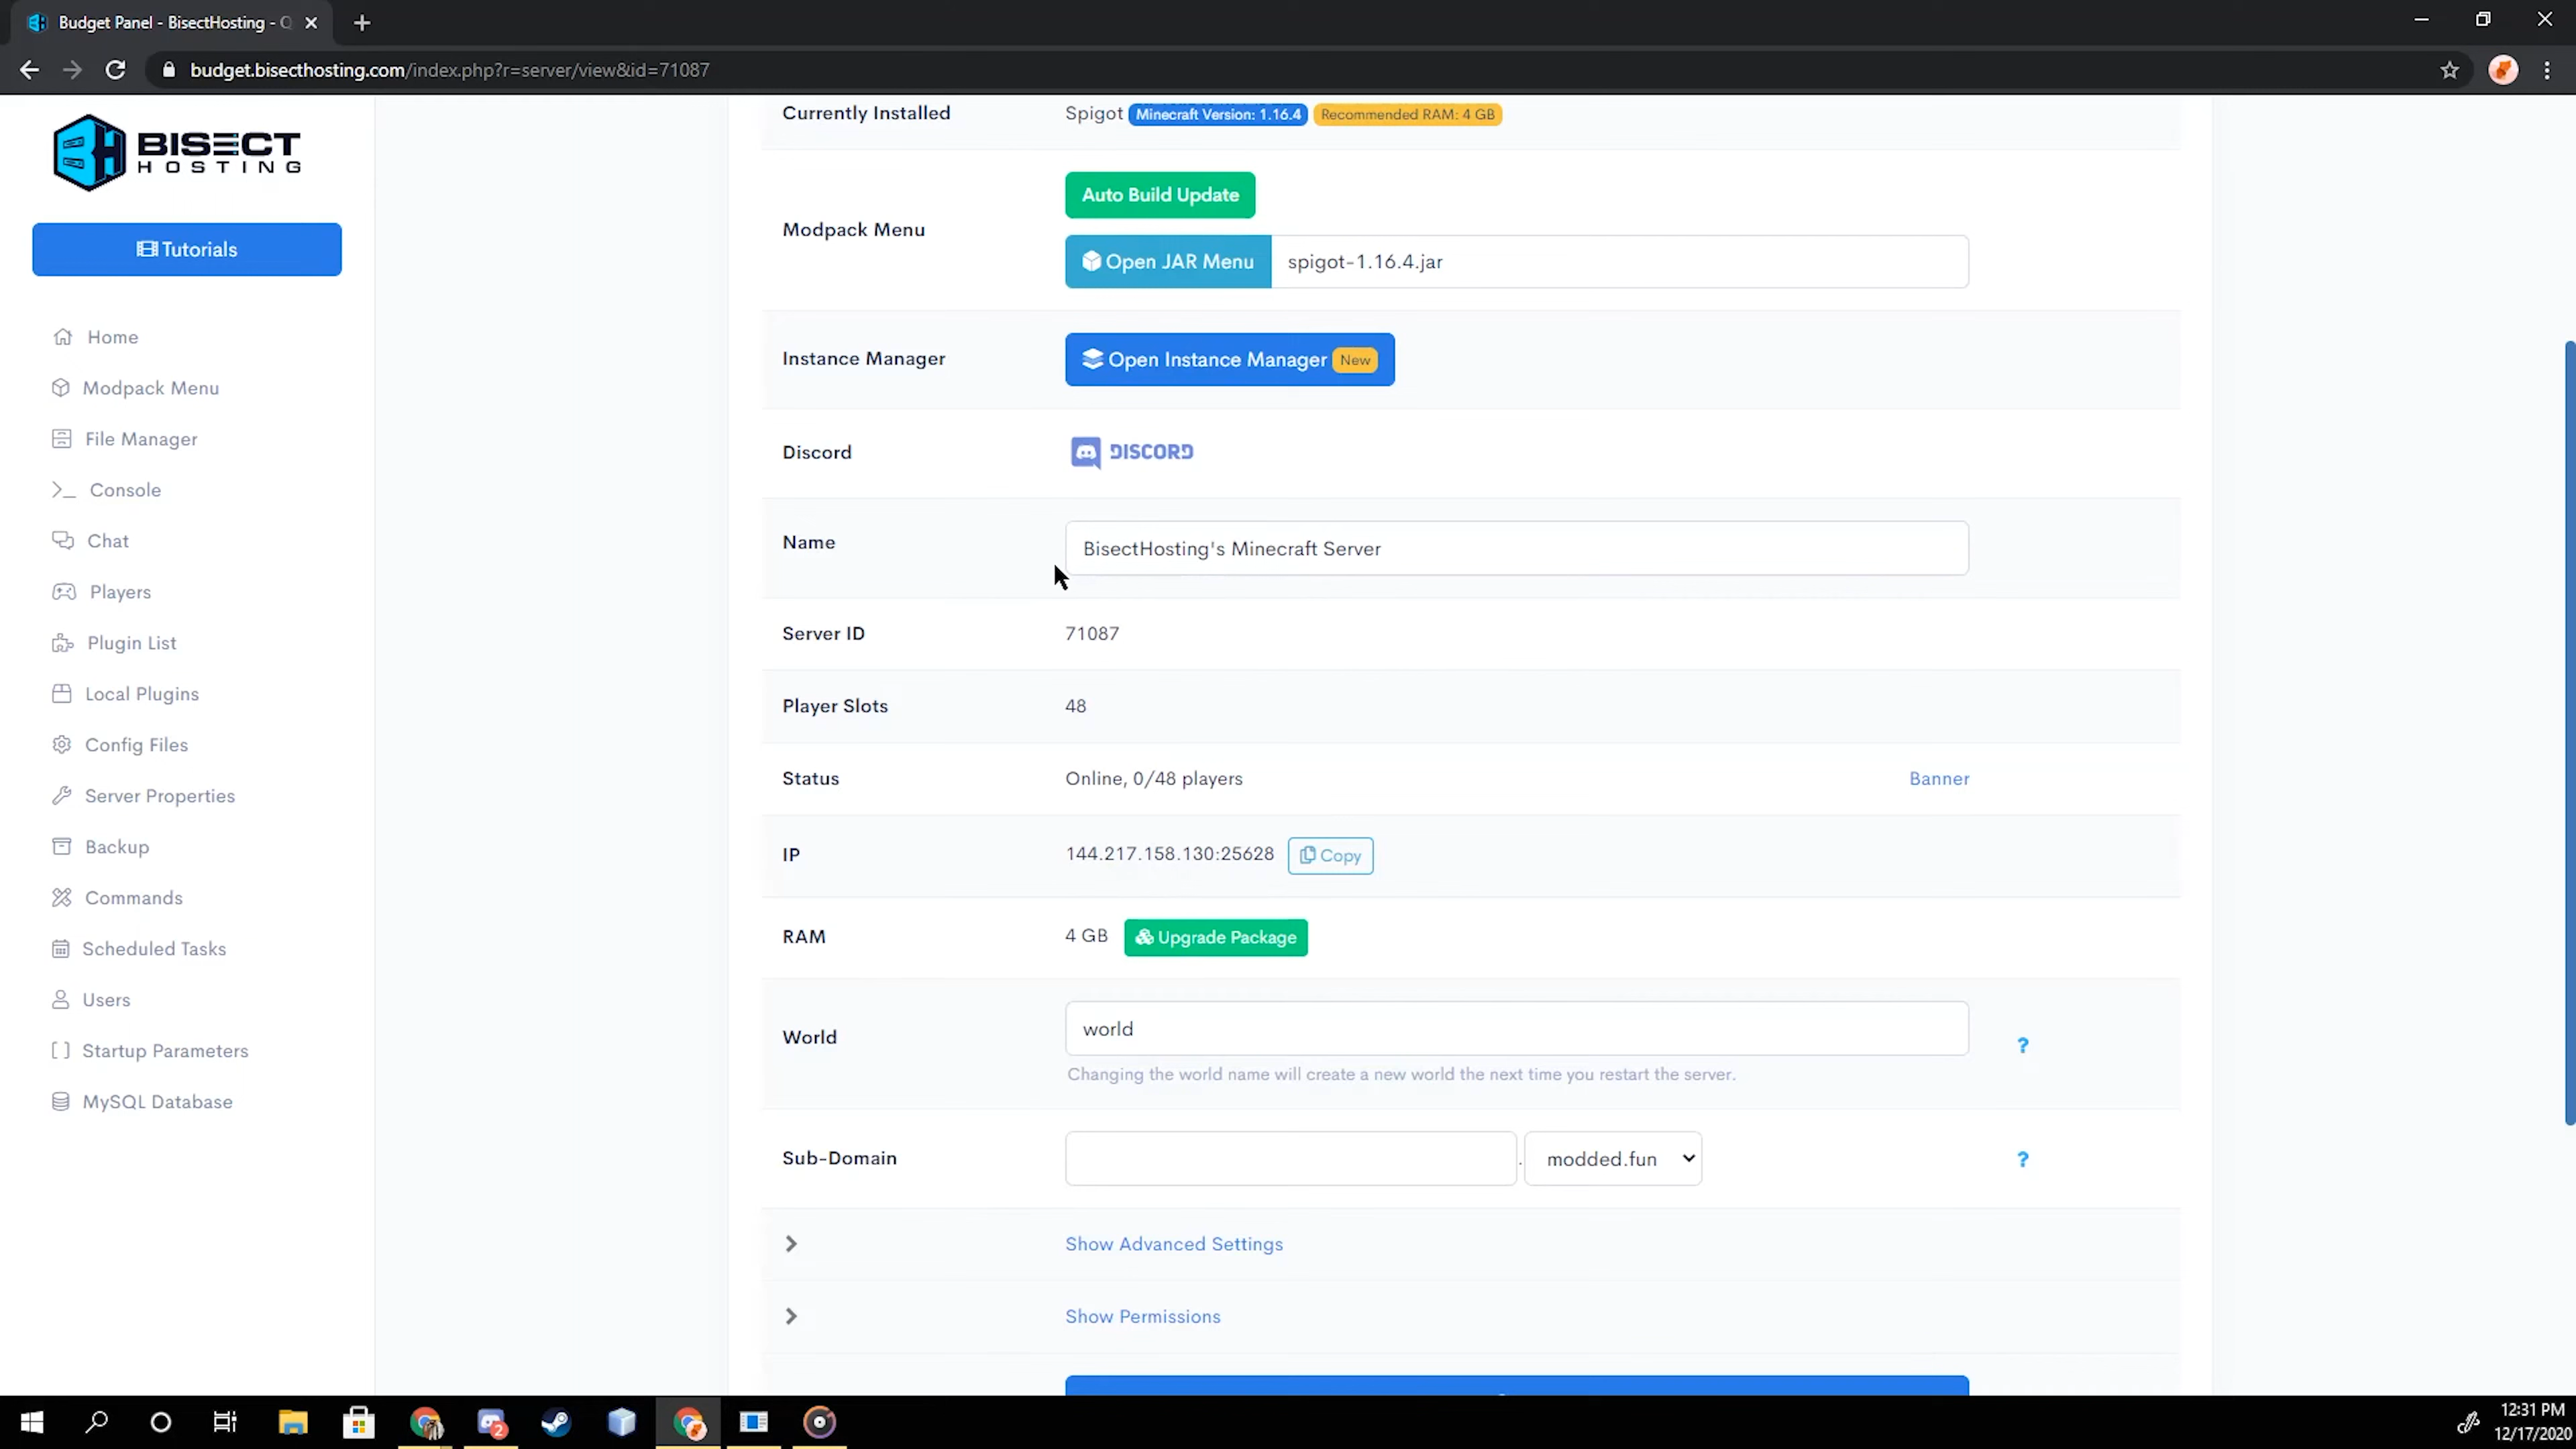 Budget Panel - BisectHosting - Q
budget.bisecthosting.com/index.php?r=server/view&id=71087
BISECT
HOSTING
Tutorials
Home
Modpack Menu
File Manager
Console
Chat
Players
Plugin List
Local Plugins
Config Files
Server Properties
Backup
Commands
Scheduled Tasks
Users
Startup Parameters
MySQL Database
Currently Installed
Spigot Minecraft Version: 1.16.4 Recommended RAM: 4 GB
Modpack Menu
Auto Build Update
Open JAR Menu spigot-1.16.4.jar
Instance Manager
Open Instance Manager New
Discord
DISCORD
Name
BisectHosting's Minecraft Server
Server ID
71087
Player Slots
48
Status
Online, 0/48 players
Banner
IP
144.217.158.130:25628 Copy
RAM
4 GB Upgrade Package
World
world
?
Changing the world name will create a new world the next time you restart the server.
Sub-Domain
. modded.fun
?
Show Advanced Settings
Show Permissions
2
12:31 PM
12/17/2020